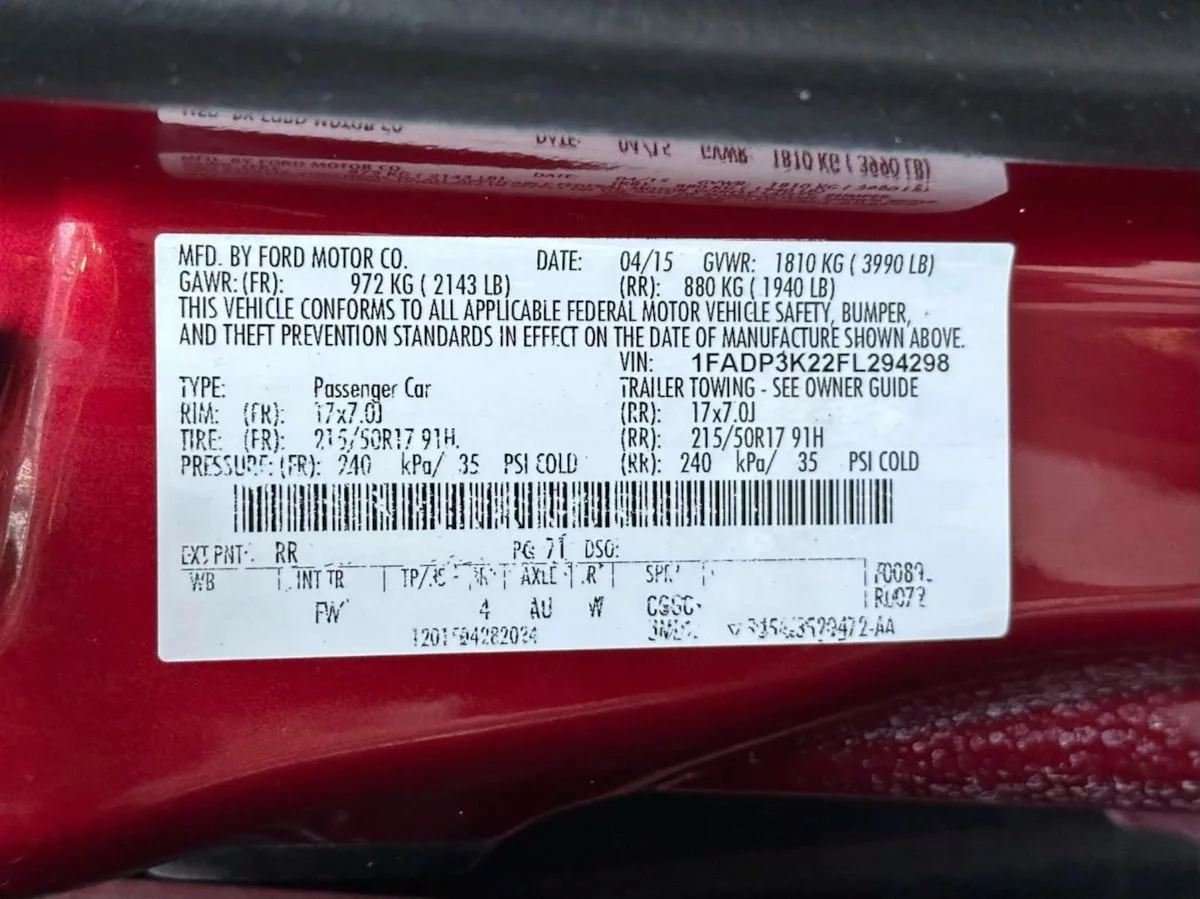 MFD. BY FORD MOTOR CO. DATE: 04/15 GVWR: 1810 KG ( 3990 LB)
GAWR: (FR): 972 KG ( 2143 LB) (RR): 880 KG ( 1940 LB)
THIS VEHICLE CONFORMS TO ALL APPLICABLE FEDERAL MOTOR VEHICLE SAFETY, BUMPER,
AND THEFT PREVENTION STANDARDS IN EFFECT ON THE DATE OF MANUFACTURE SHOWN ABOVE.
VIN: 1FADP3K22FL294298
TYPE: Passenger Car TRAILER TOWING - SEE OWNER GUIDE
RIM: (FR): 17x7.0J (RR): 17x7.0J
TIRE: (FR): 215/50R17 91H (RR): 215/50R17 91H
PRESSURE: (FR): 240 kPa/ 35 PSI COLD (RR): 240 kPa/ 35 PSI COLD
EXT PNT: RR PG 71 DSO:
WB INT TR AXLE
FW 4 AU W